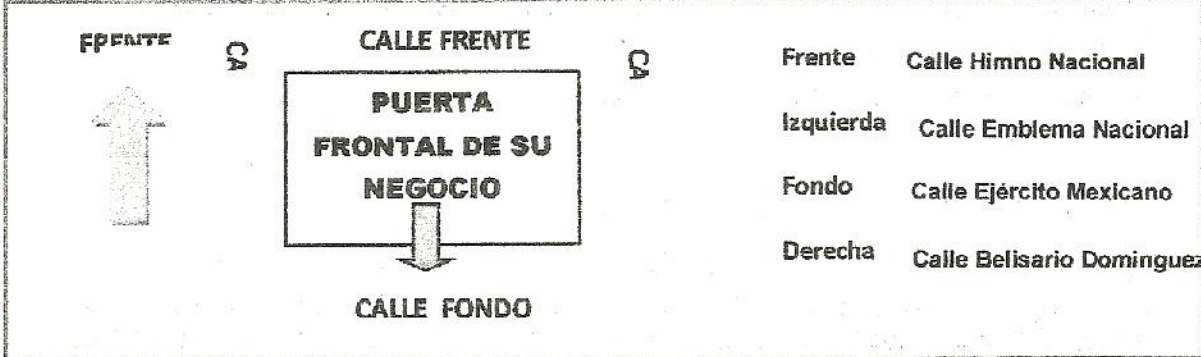 FRENTE
CA
CALLE FRENTE
CA
PUERTA
FRONTAL DE SU
NEGOCIO
CALLE FONDO
Frente Calle Himno Nacional
Izquierda Calle Emblema Nacional
Fondo Calle Ejército Mexicano
Derecha Calle Belisario Dominguez